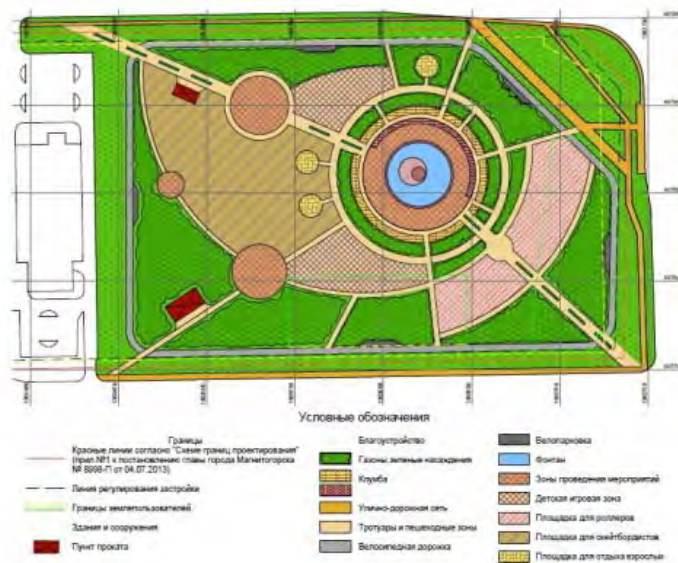 Условные обозначения
Границы
Красные линии согласно "Схеме границ проектирования"
(прил.№1 к постановлению главы города Магнитогорска
№ 8998-П от 04.07.2013)
Линия регулирования застройки
Границы землепользователей
Здания и сооружения
Пункт проката
Благоустройство
Газоны, зеленые насаждения
Клумба
Улично-дорожная сеть
Тротуары и пешеходные зоны
Велосипедная дорожка
Велопарковка
Фонтан
Зоны проведения мероприятий
Детская игровая зона
Площадка для роллеров
Площадка для скейтбордистов
Площадка для отдыха взрослых